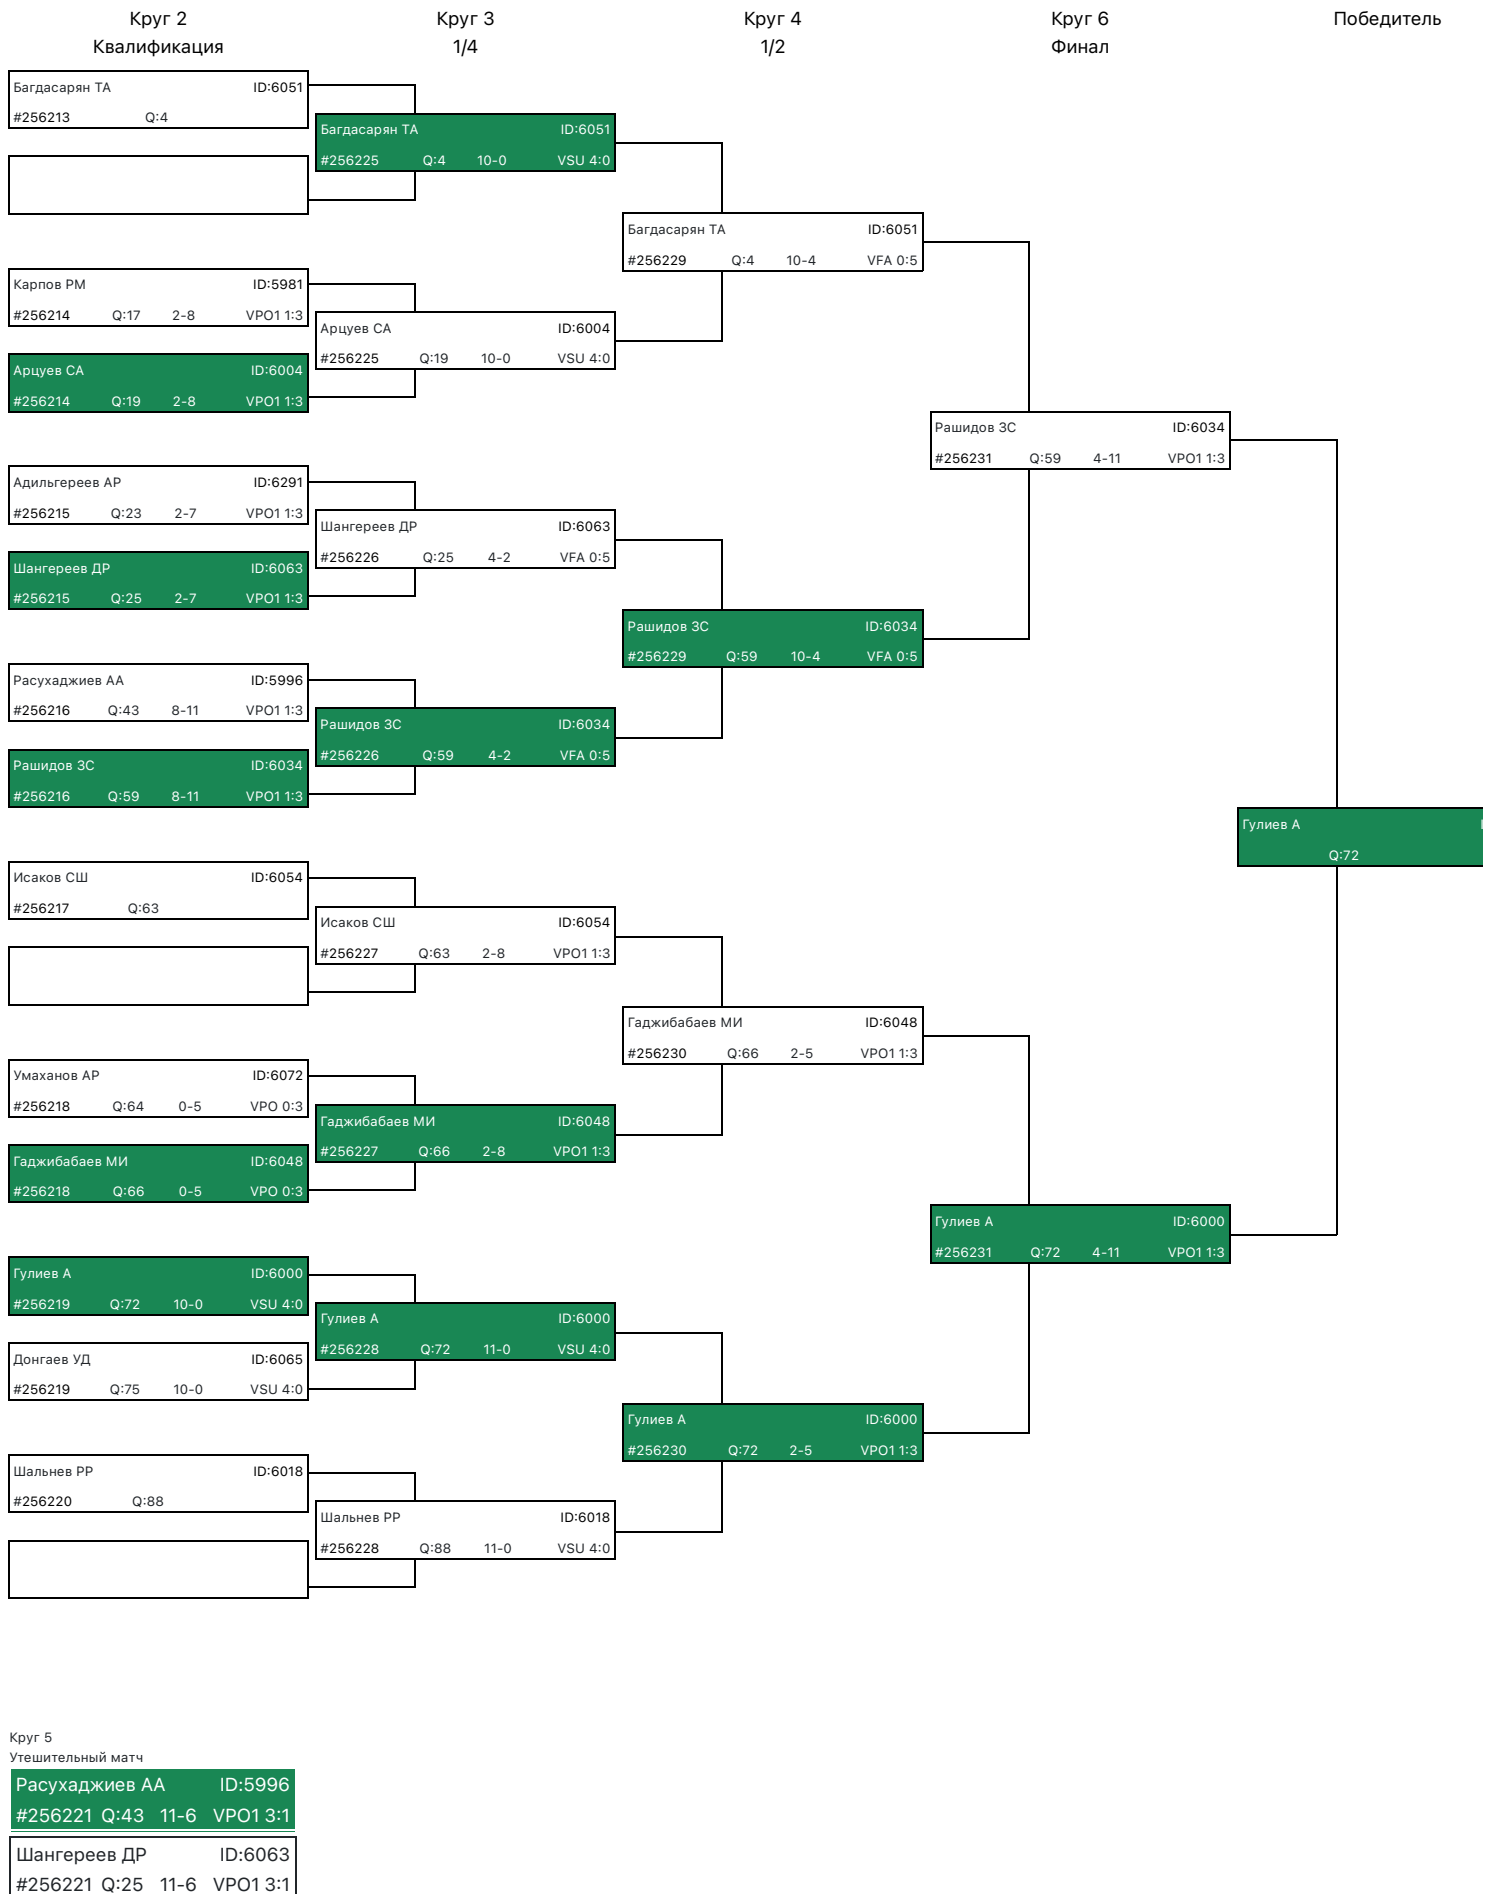 Круг 2
Квалификация
Круг 3
1/4
Круг 4
1/2
Круг 6
Финал
Победитель
Багдасарян ТА ID:6051
#256213 Q:4
Карпов РМ ID:5981
#256214 Q:17 2-8 VPO1 1:3
Арцуев СА ID:6004
#256214 Q:19 2-8 VPO1 1:3
Адильгереев АР ID:6291
#256215 Q:23 2-7 VPO1 1:3
Шангереев ДР ID:6063
#256215 Q:25 2-7 VPO1 1:3
Расухаджиев АА ID:5996
#256216 Q:43 8-11 VPO1 1:3
Рашидов ЗС ID:6034
#256216 Q:59 8-11 VPO1 1:3
Исаков СШ ID:6054
#256217 Q:63
Умаханов АР ID:6072
#256218 Q:64 0-5 VPO 0:3
Гаджибабаев МИ ID:6048
#256218 Q:66 0-5 VPO 0:3
Гулиев А ID:6000
#256219 Q:72 10-0 VSU 4:0
Донгаев УД ID:6065
#256219 Q:75 10-0 VSU 4:0
Шальнев РР ID:6018
#256220 Q:88
Багдасарян ТА ID:6051
#256225 Q:4 10-0 VSU 4:0
Арцуев СА ID:6004
#256225 Q:19 10-0 VSU 4:0
Шангереев ДР ID:6063
#256226 Q:25 4-2 VFA 0:5
Рашидов ЗС ID:6034
#256226 Q:59 4-2 VFA 0:5
Исаков СШ ID:6054
#256227 Q:63 2-8 VPO1 1:3
Гаджибабаев МИ ID:6048
#256227 Q:66 2-8 VPO1 1:3
Гулиев А ID:6000
#256228 Q:72 11-0 VSU 4:0
Шальнев РР ID:6018
#256228 Q:88 11-0 VSU 4:0
Багдасарян ТА ID:6051
#256229 Q:4 10-4 VFA 0:5
Рашидов ЗС ID:6034
#256229 Q:59 10-4 VFA 0:5
Гаджибабаев МИ ID:6048
#256230 Q:66 2-5 VPO1 1:3
Гулиев А ID:6000
#256230 Q:72 2-5 VPO1 1:3
Рашидов ЗС ID:6034
#256231 Q:59 4-11 VPO1 1:3
Гулиев А ID:6000
#256231 Q:72 4-11 VPO1 1:3
Гулиев А
Q:72
Круг 5
Утешительный матч
Расухаджиев АА ID:5996
#256221 Q:43 11-6 VPO1 3:1
Шангереев ДР ID:6063
#256221 Q:25 11-6 VPO1 3:1